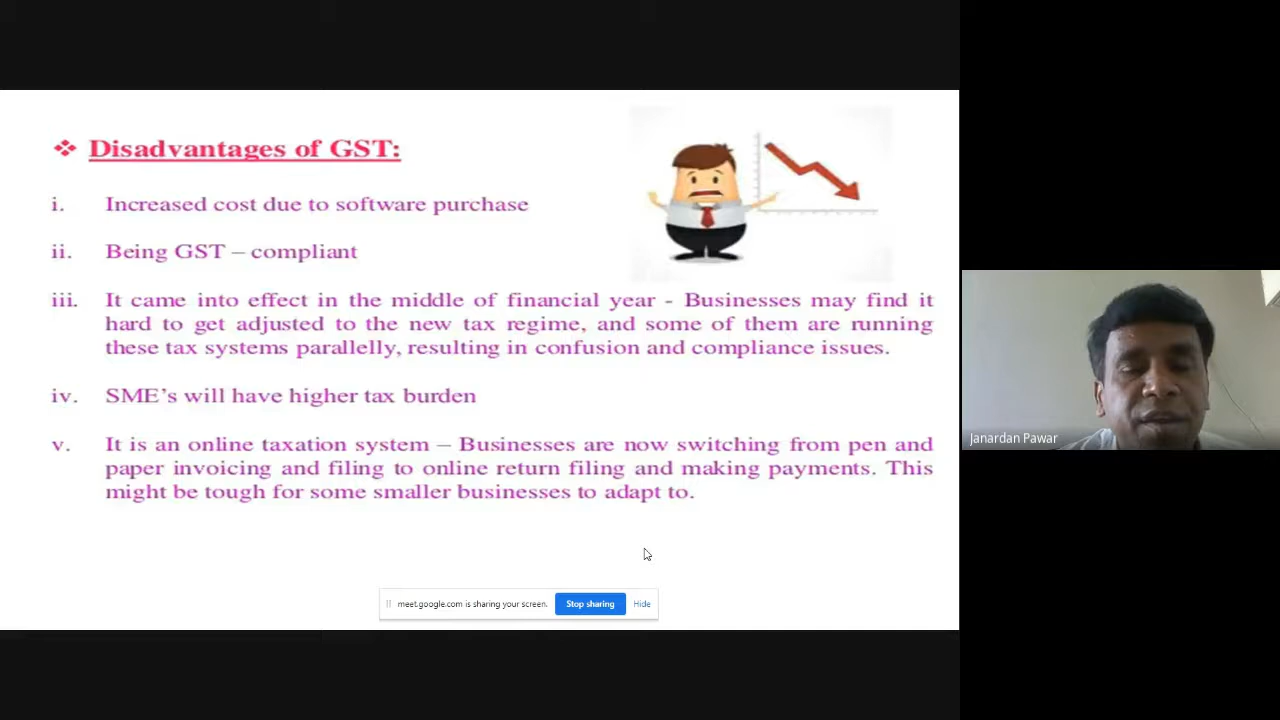 ❖ Disadvantages of GST:
i. Increased cost due to software purchase
ii. Being GST – compliant
iii. It came into effect in the middle of financial year - Businesses may find it
hard to get adjusted to the new tax regime, and some of them are running
these tax systems parallelly, resulting in confusion and compliance issues.
iv. SME's will have higher tax burden
v. It is an online taxation system – Businesses are now switching from pen and
paper invoicing and filing to online return filing and making payments. This
might be tough for some smaller businesses to adapt to.
meet.google.com is sharing your screen. Stop sharing Hide
Janardan Pawar